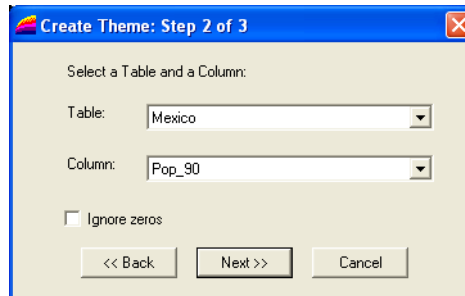 Create Theme: Step 2 of 3
Select a Table and a Column:
Table: Mexico
Column: Pop_90
Ignore zeros
<< Back Next >> Cancel